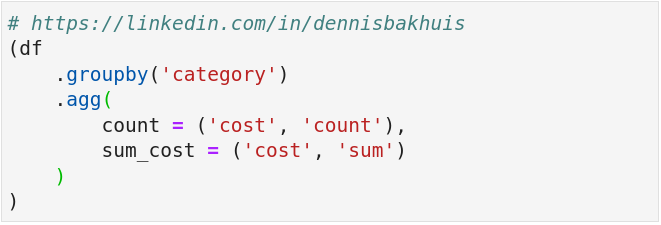 # https://linkedin.com/in/dennisbakhuis
(df
    .groupby('category')
    .agg(
        count = ('cost', 'count'),
        sum_cost = ('cost', 'sum')
    )
)